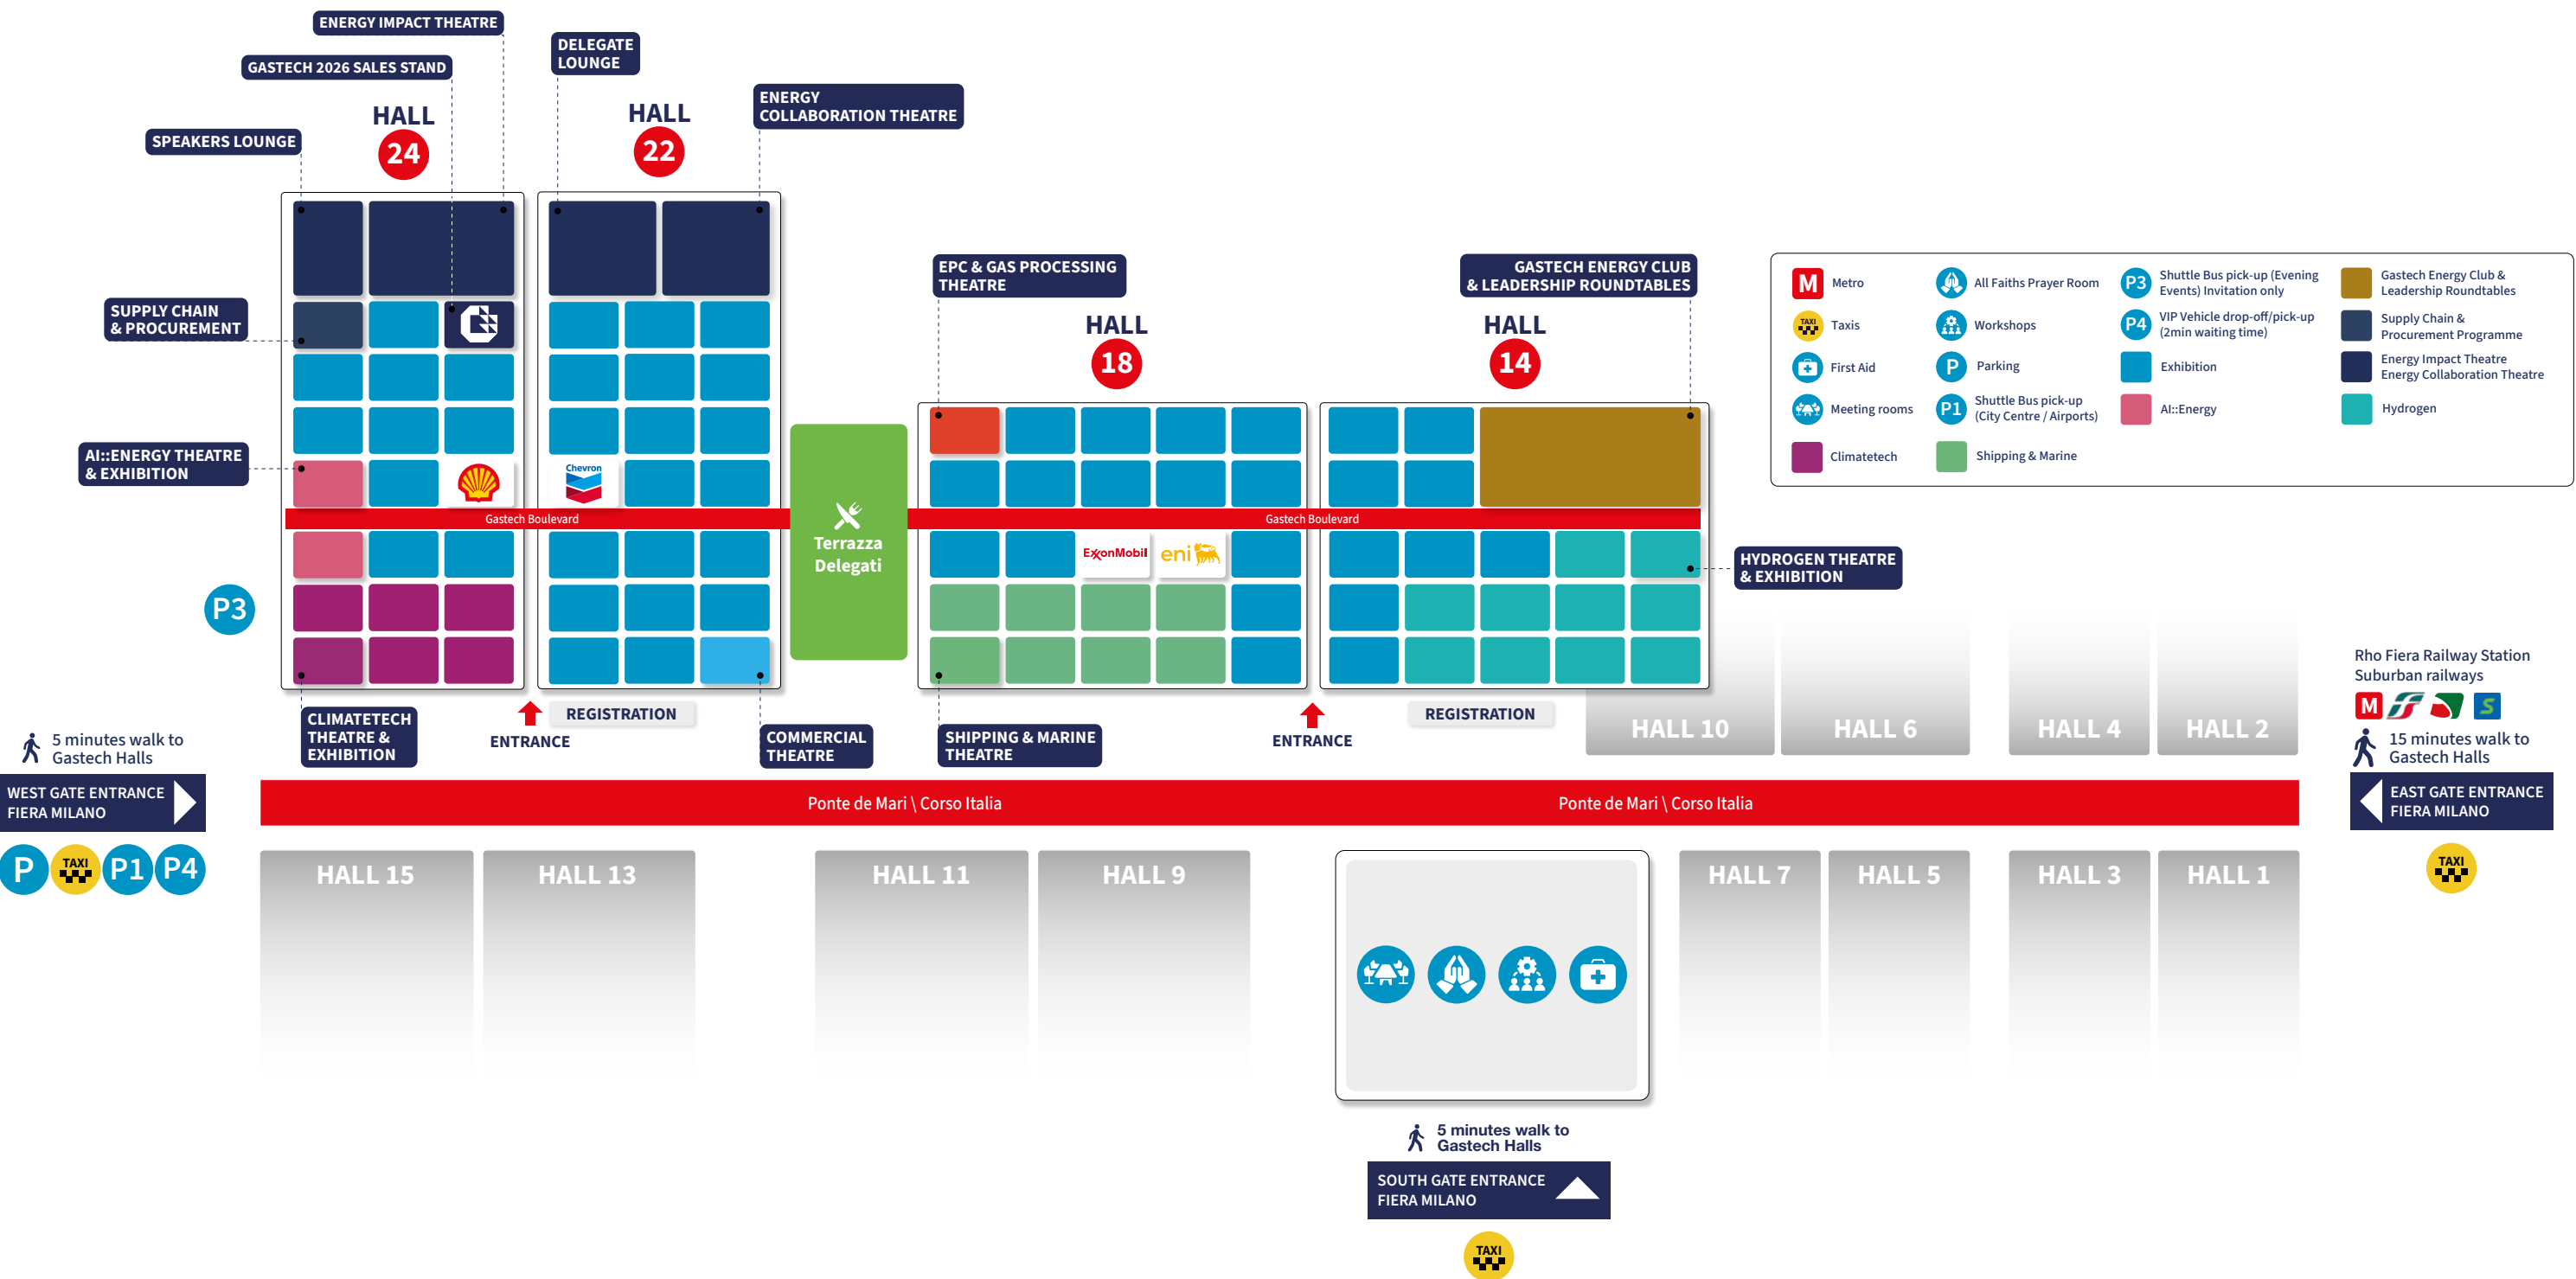 ENERGY IMPACT THEATRE
DELEGATE
LOUNGE
GASTECH 2026 SALES STAND
ENERGY
COLLABORATION THEATRE
SPEAKERS LOUNGE
HALL
24
HALL
22
SUPPLY CHAIN
& PROCUREMENT
AI::ENERGY THEATRE
& EXHIBITION
Chevron
Gastech Boulevard
Terrazza
Delegati
EPC & GAS PROCESSING
THEATRE
GASTECH ENERGY CLUB
& LEADERSHIP ROUNDTABLES
HALL
18
HALL
14
Gastech Boulevard
ExxonMobil
eni
HYDROGEN THEATRE
& EXHIBITION
M Metro
TAXI Taxis
First Aid
Meeting rooms
Climatetech
All Faiths Prayer Room
Workshops
P Parking
P1 Shuttle Bus pick-up
(City Centre / Airports)
Shipping & Marine
P3 Shuttle Bus pick-up (Evening
Events) Invitation only
P4 VIP Vehicle drop-off/pick-up
(2min waiting time)
Exhibition
AI::Energy
Gastech Energy Club &
Leadership Roundtables
Supply Chain &
Procurement Programme
Energy Impact Theatre
Energy Collaboration Theatre
Hydrogen
P3
CLIMATETECH
THEATRE &
EXHIBITION
ENTRANCE
REGISTRATION
COMMERCIAL
THEATRE
SHIPPING & MARINE
THEATRE
ENTRANCE
REGISTRATION
HALL 10
HALL 6
HALL 4
HALL 2
Rho Fiera Railway Station
Suburban railways
M
S
15 minutes walk to
Gastech Halls
EAST GATE ENTRANCE
FIERA MILANO
TAXI
5 minutes walk to
Gastech Halls
WEST GATE ENTRANCE
FIERA MILANO
P TAXI P1 P4
Ponte de Mari \ Corso Italia
Ponte de Mari \ Corso Italia
HALL 15
HALL 13
HALL 11
HALL 9
HALL 7
HALL 5
HALL 3
HALL 1
5 minutes walk to
Gastech Halls
SOUTH GATE ENTRANCE
FIERA MILANO
TAXI